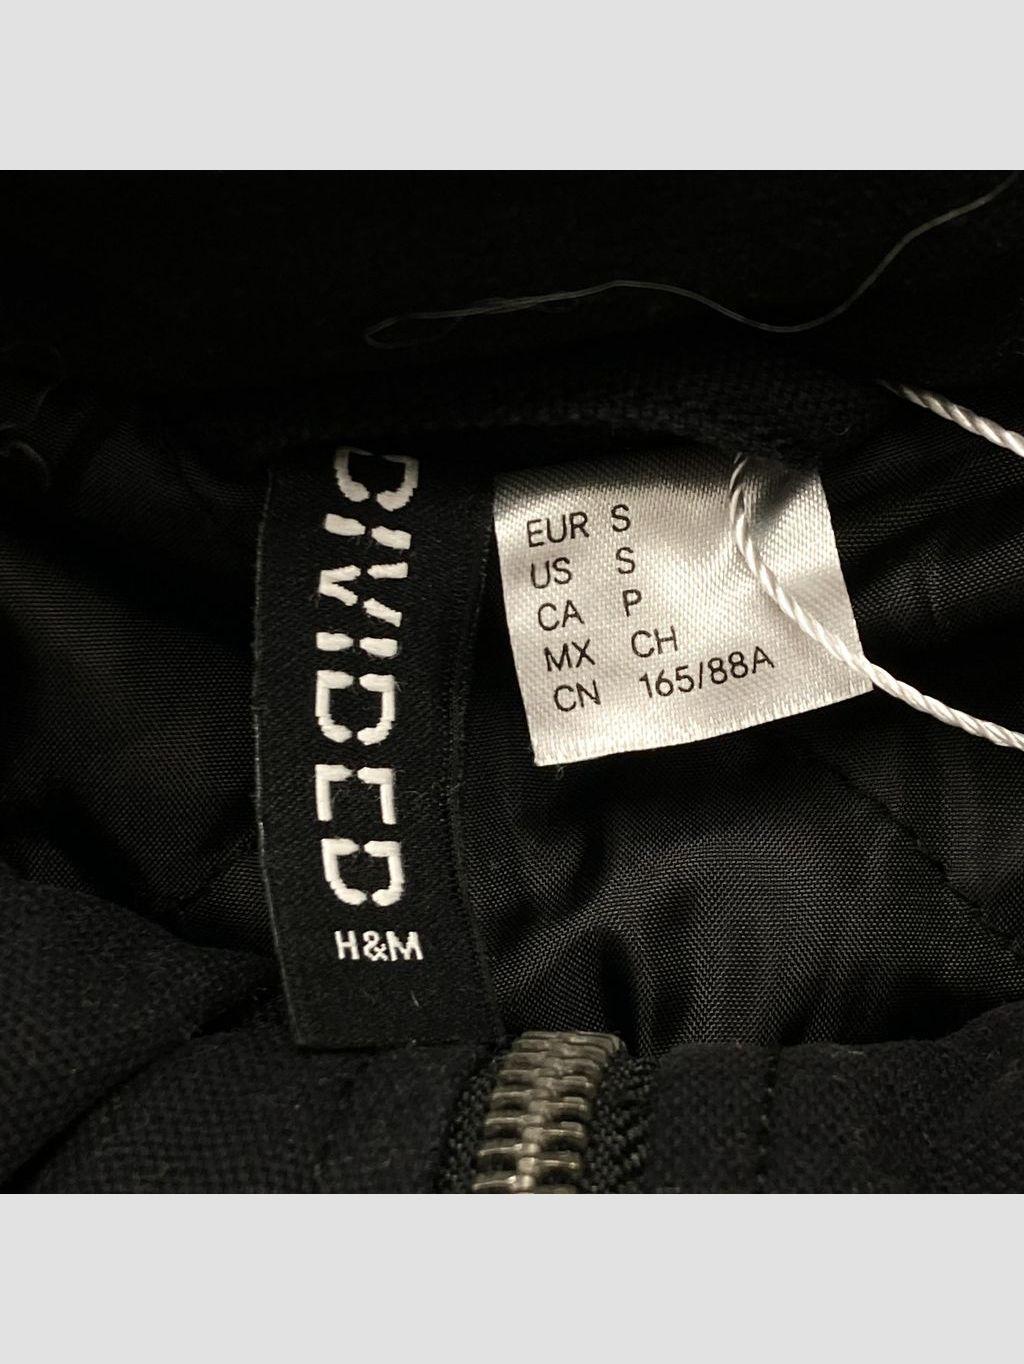 DIVIDED
H&M
EUR S
US S
CA P
MX CH
CN 165/88A